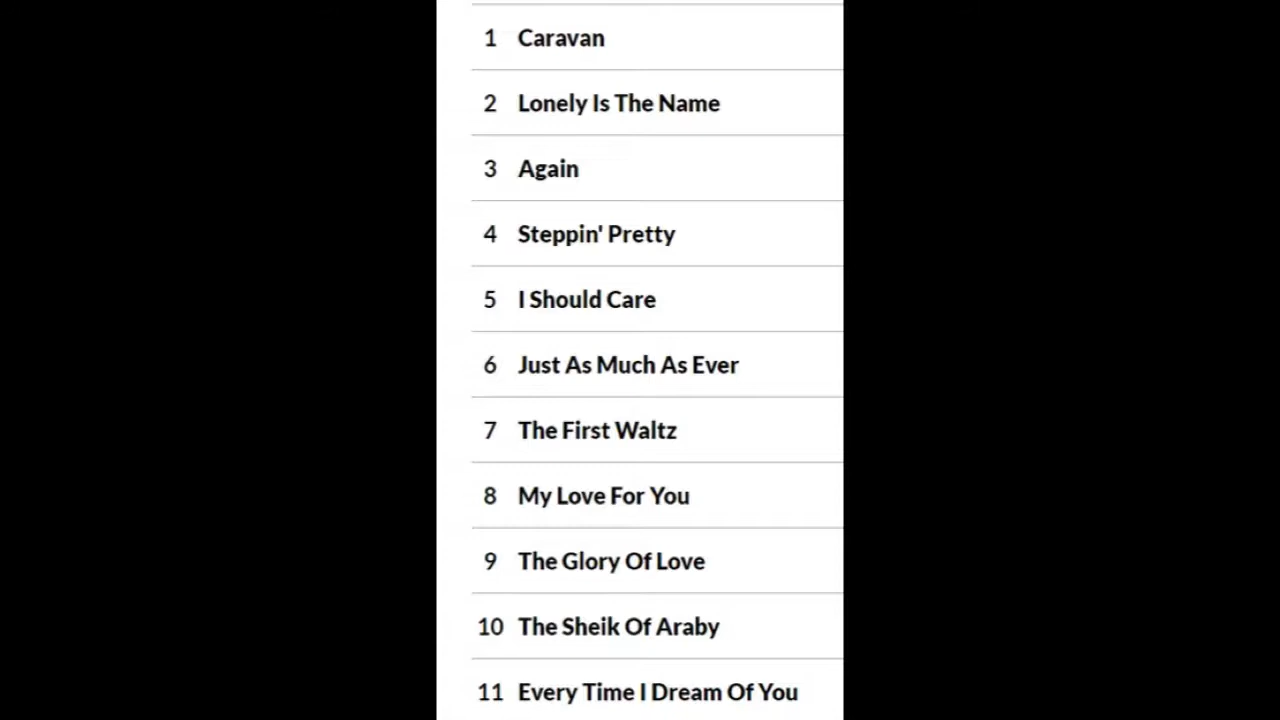 1 Caravan
2 Lonely Is The Name
3 Again
4 Steppin' Pretty
5 I Should Care
6 Just As Much As Ever
7 The First Waltz
8 My Love For You
9 The Glory Of Love
10 The Sheik Of Araby
11 Every Time I Dream Of You